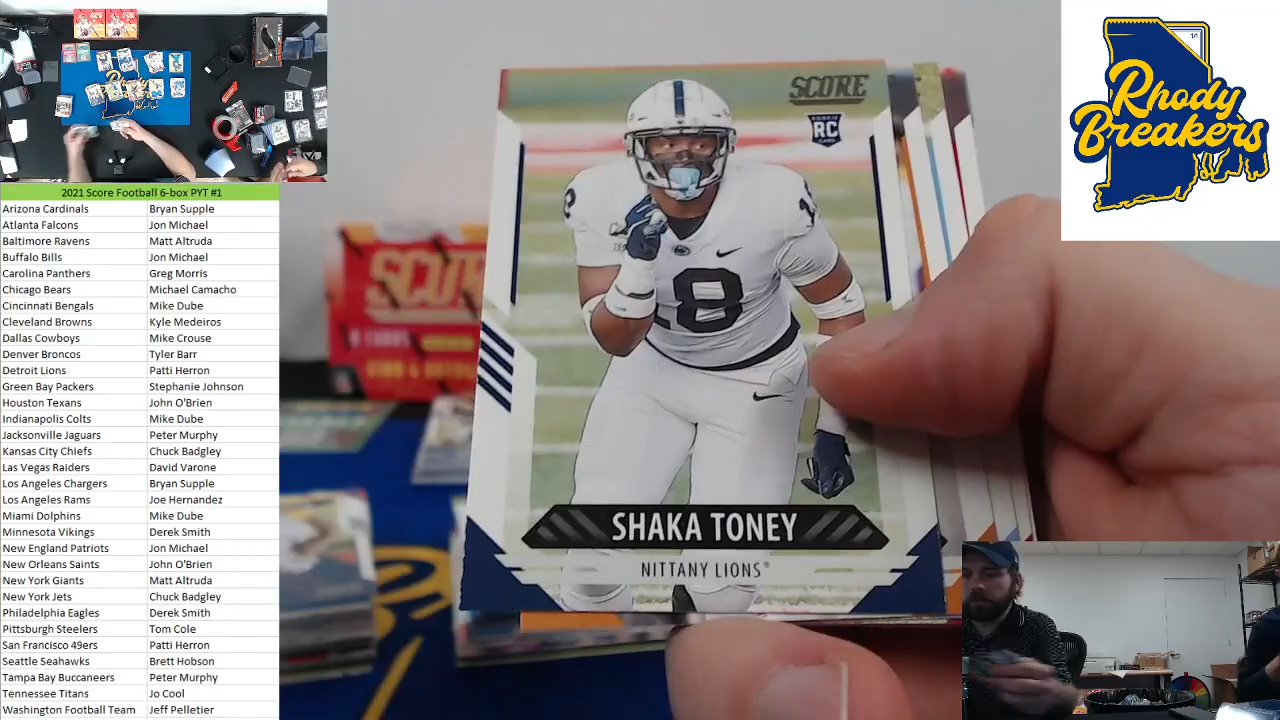 2021 Score Football 6-box PYT #1
Arizona Cardinals Bryan Supple
Atlanta Falcons Jon Michael
Baltimore Ravens Matt Altruda
Buffalo Bills Jon Michael
Carolina Panthers Greg Morris
Chicago Bears Michael Camacho
Cincinnati Bengals Mike Dube
Cleveland Browns Kyle Medeiros
Dallas Cowboys Mike Crouse
Denver Broncos Tyler Barr
Detroit Lions Patti Herron
Green Bay Packers Stephanie Johnson
Houston Texans John O'Brien
Indianapolis Colts Mike Dube
Jacksonville Jaguars Peter Murphy
Kansas City Chiefs Chuck Badgley
Las Vegas Raiders David Varone
Los Angeles Chargers Bryan Supple
Los Angeles Rams Joe Hernandez
Miami Dolphins Mike Dube
Minnesota Vikings Derek Smith
New England Patriots Jon Michael
New Orleans Saints John O'Brien
New York Giants Matt Altruda
New York Jets Chuck Badgley
Philadelphia Eagles Derek Smith
Pittsburgh Steelers Tom Cole
San Francisco 49ers Patti Herron
Seattle Seahawks Brett Hobson
Tampa Bay Buccaneers Peter Murphy
Tennessee Titans Jo Cool
Washington Football Team Jeff Pelletier
SCORE
ROOKIE
RC
CARD
18
18
SHAKA TONEY
NITTANY LIONS®
1/1
Rhody
Breakers